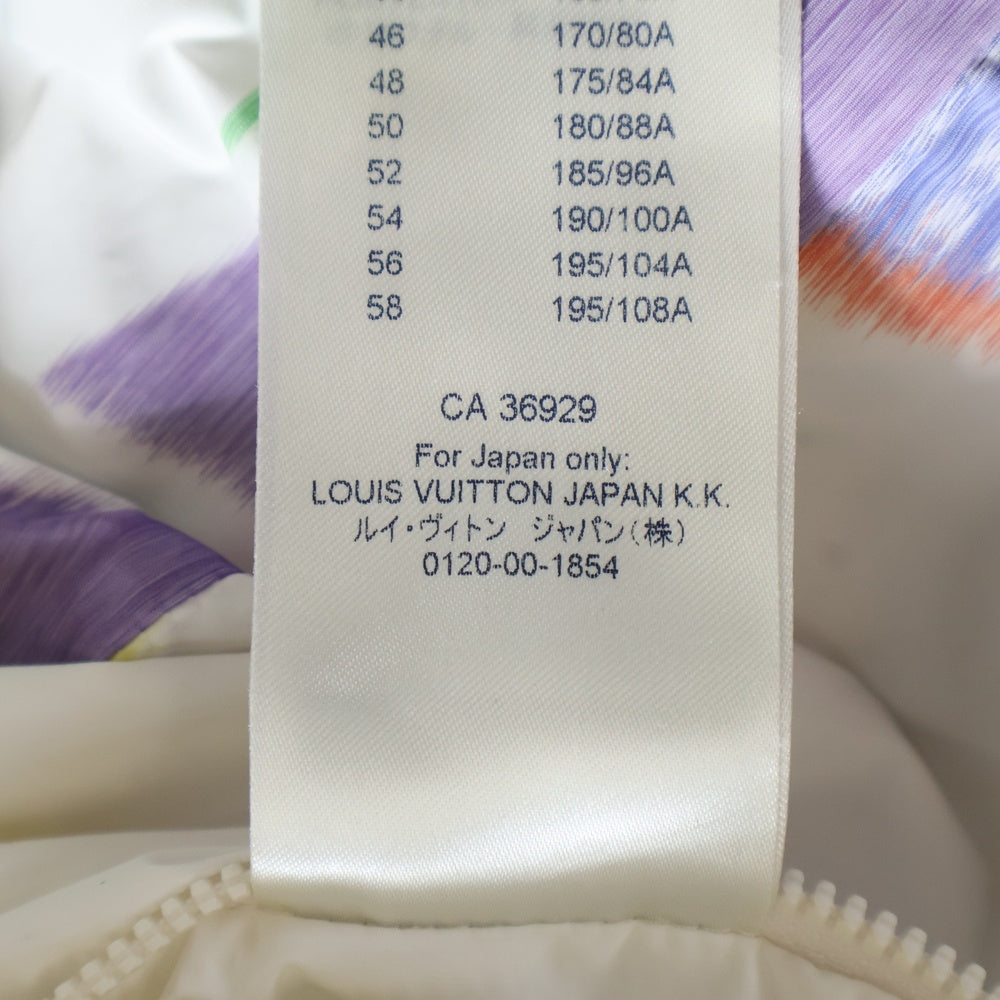 46 170/80A
48 175/84A
50 180/88A
52 185/96A
54 190/100A
56 195/104A
58 195/108A
CA 36929
For Japan only:
LOUIS VUITTON JAPAN K.K.
ルイ・ヴィトン ジャパン(株)
0120-00-1854